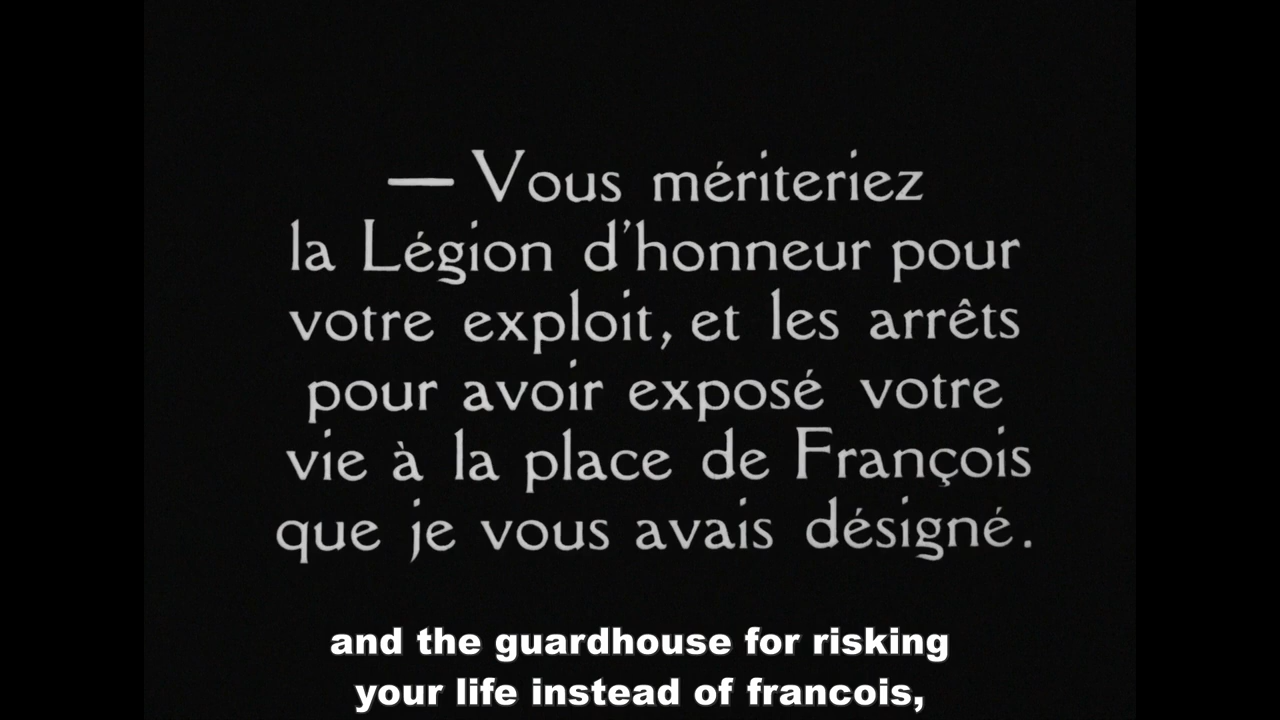 — Vous mériteriez
la Légion d'honneur pour
votre exploit, et les arrêts
pour avoir exposé votre
vie à la place de François
que je vous avais désigné.
and the guardhouse for risking
your life instead of francois,